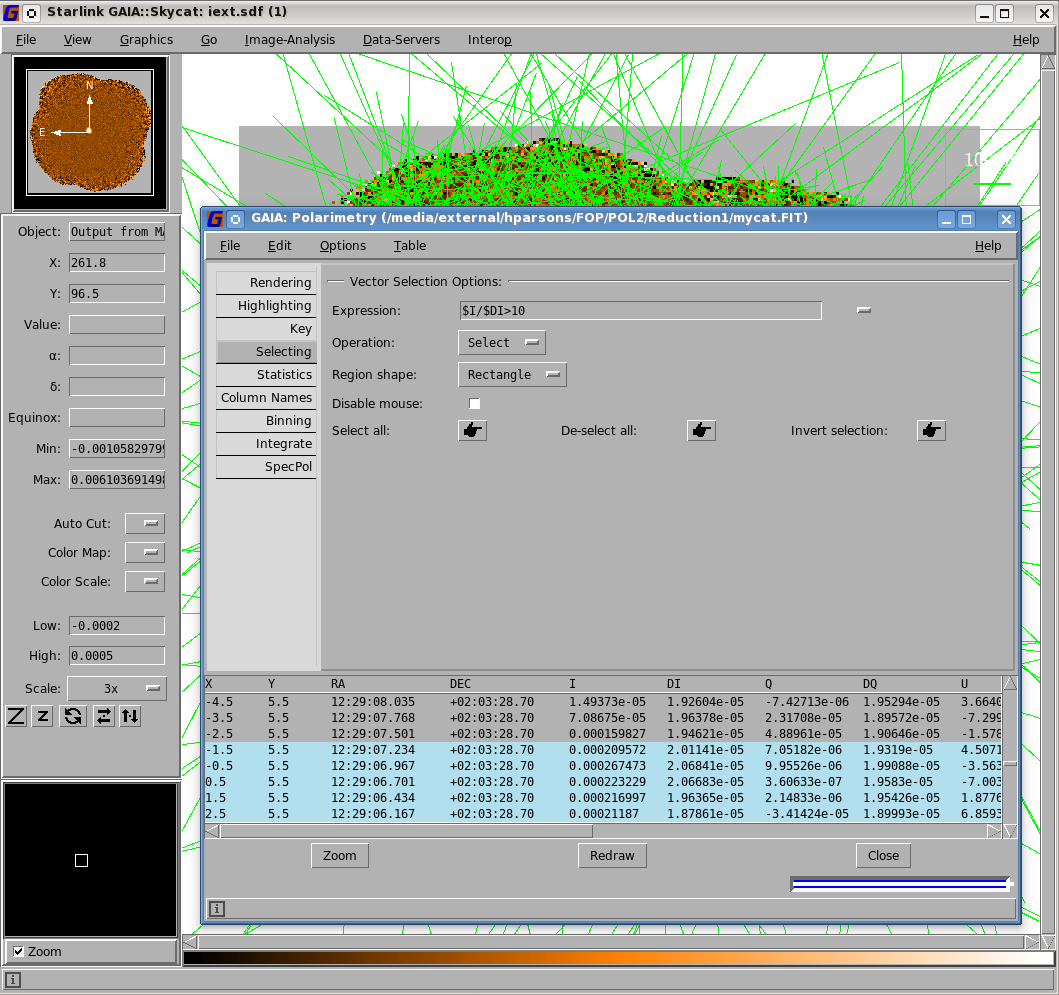 Starlink GAIA::Skycat: iext.sdf (1)
File View Graphics Go Image-Analysis Data-Servers Interop Help
N
E
10
Object: Output from
X: 261.8
Y: 96.5
Value:
α:
δ:
Equinox:
Min: -0.0010582979
Max: 0.00610369149
Auto Cut:
Color Map:
Color Scale:
Low: -0.0002
High: 0.0005
Scale: 3x
Z z
Zoom
GAIA: Polarimetry (/media/external/hparsons/FOP/POL2/Reduction1/mycat.FIT)
File Edit Options Table Help
Rendering
Highlighting
Key
Selecting
Statistics
Column Names
Binning
Integrate
SpecPol
Vector Selection Options:
Expression: $I/$DI>10
Operation: Select
Region shape: Rectangle
Disable mouse:
Select all: De-select all: Invert selection:
X Y RA DEC I DI Q DQ U
-4.5 5.5 12:29:08.035 +02:03:28.70 1.49373e-05 1.92604e-05 -7.42713e-06 1.95294e-05 3.6640
-3.5 5.5 12:29:07.768 +02:03:28.70 7.08675e-05 1.96378e-05 2.31708e-05 1.89572e-05 -7.299
-2.5 5.5 12:29:07.501 +02:03:28.70 0.000159827 1.94621e-05 4.88961e-05 1.90646e-05 -1.578
-1.5 5.5 12:29:07.234 +02:03:28.70 0.000209572 2.01141e-05 7.05182e-06 1.9319e-05 4.5071
-0.5 5.5 12:29:06.967 +02:03:28.70 0.000267473 2.06841e-05 9.95526e-06 1.99088e-05 -3.563
0.5 5.5 12:29:06.701 +02:03:28.70 0.000223229 2.06683e-05 3.60633e-07 1.9583e-05 -7.003
1.5 5.5 12:29:06.434 +02:03:28.70 0.000216997 1.96365e-05 2.14833e-06 1.95426e-05 1.8776
2.5 5.5 12:29:06.167 +02:03:28.70 0.00021187 1.87861e-05 -3.41424e-05 1.89993e-05 6.8593
Zoom Redraw Close